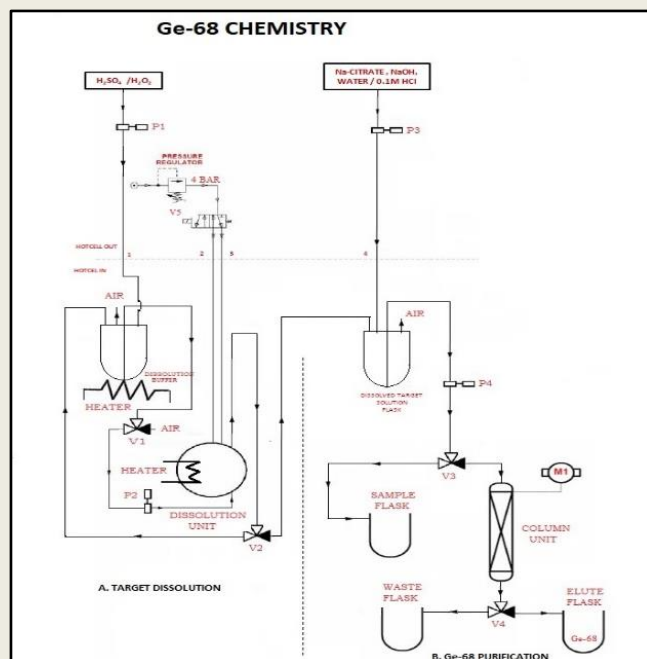 Ge-68 CHEMISTRY
H₂SO₄ /H₂O₂
Na-CITRATE, NaOH,
WATER / 0.1M HCl
P1
P3
PRESSURE
REGULATOR
4 BAR
V5
HOTCELL OUT
1
2
3
4
HOTCEL IN
AIR
AIR
DISSOLUTION
BUFFER
DISSOLVED TARGET
SOLUTION
FLASK
P4
HEATER
AIR
V1
V3
M1
HEATER
SAMPLE
FLASK
P2
DISSOLUTION
UNIT
COLUMN
UNIT
V2
A. TARGET DISSOLUTION
WASTE
FLASK
ELUTE
FLASK
V4
Ge-68
B. Ge-68 PURIFICATION